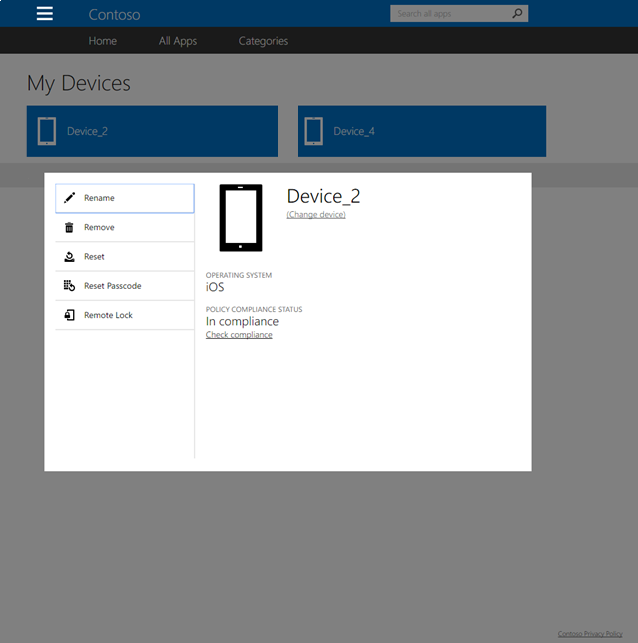 Contoso
Search all apps
Home All Apps Categories
My Devices
Device_2
Device_4
Rename
Remove
Reset
Reset Passcode
Remote Lock
Device_2
(Change device)
OPERATING SYSTEM
iOS
POLICY COMPLIANCE STATUS
In compliance
Check compliance
Contoso Privacy Policy